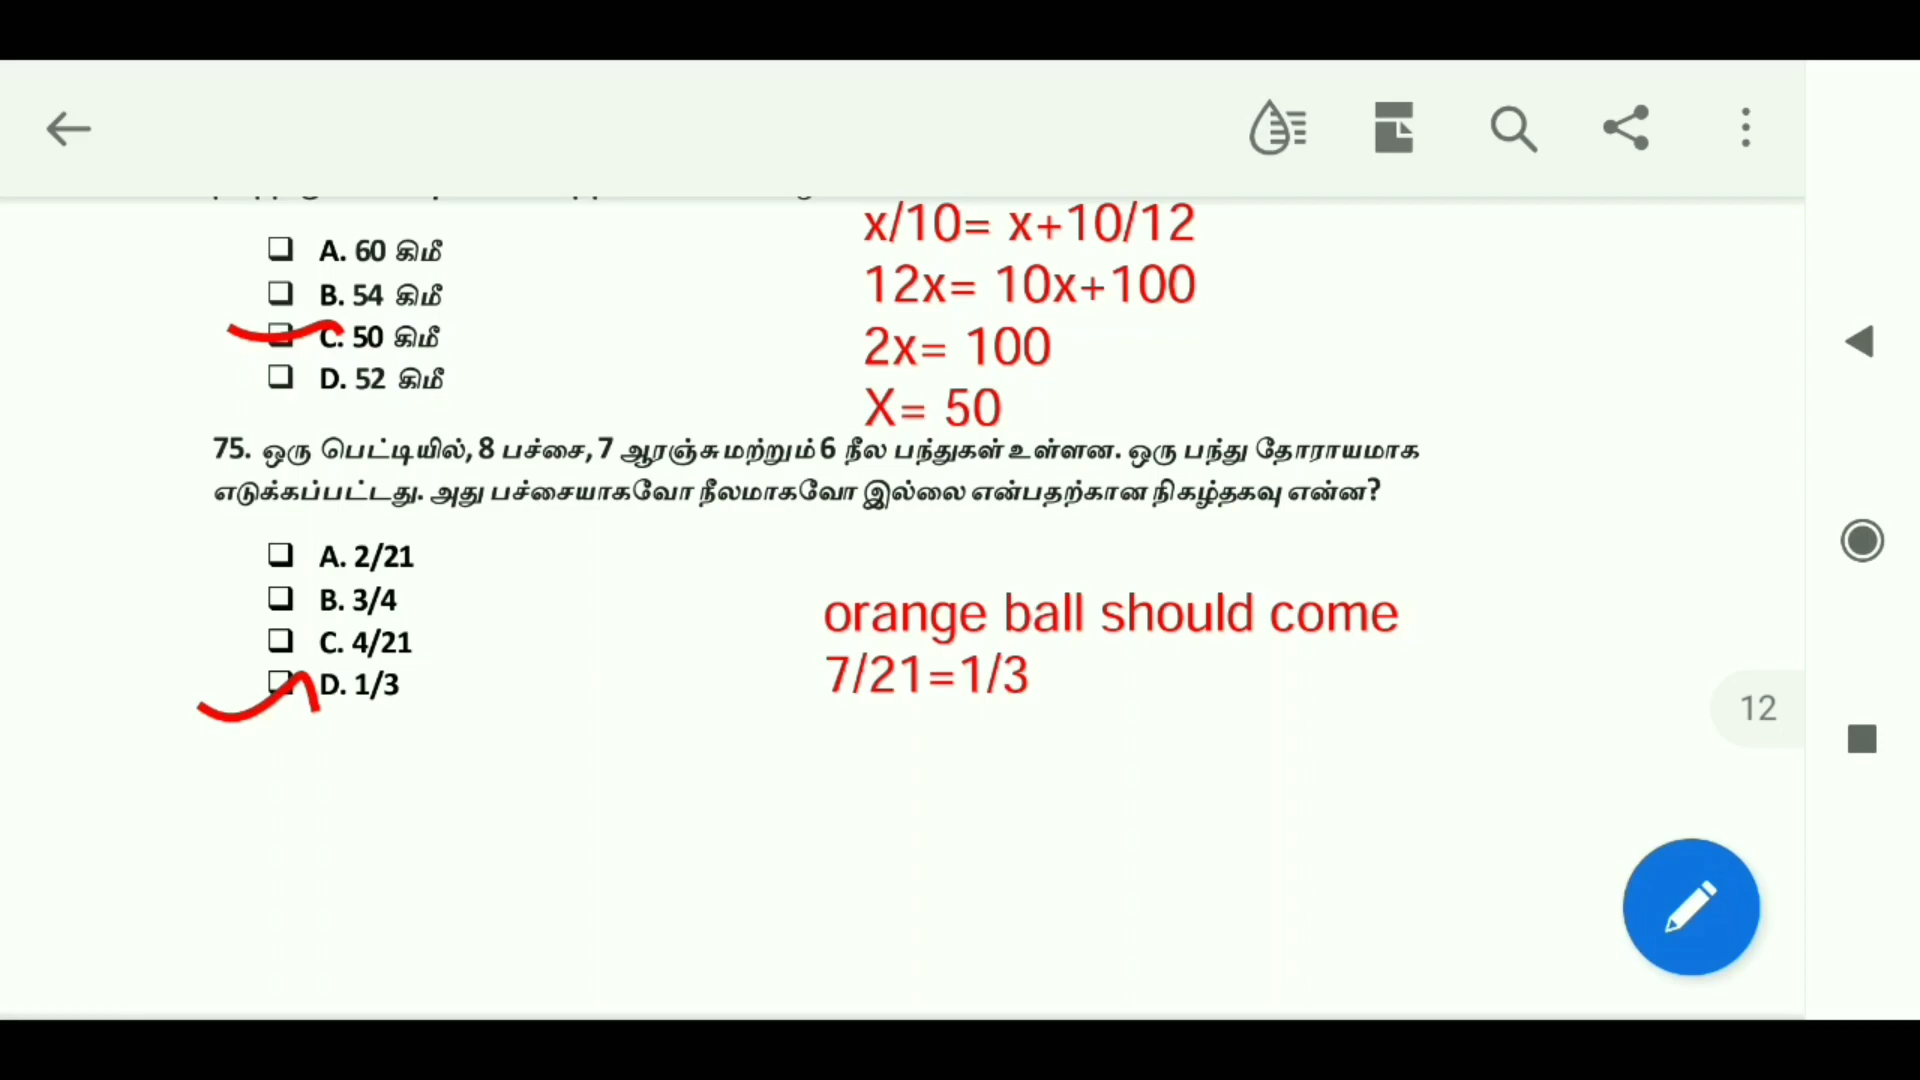 x/10= x+10/12
A. 60 கிமீ
12x= 10x+100
B. 54 கிமீ
C. 50 கிமீ
2x= 100
D. 52 கிமீ
X= 50
75. ஒரு பெட்டியில், 8 பச்சை, 7 ஆரஞ்சு மற்றும் 6 நீல பந்துகள் உள்ளன. ஒரு பந்து தோராயமாக
எடுக்கப்பட்டது. அது பச்சையாகவோ நீலமாகவோ இல்லை என்பதற்கான நிகழ்தகவு என்ன?
A. 2/21
B. 3/4
orange ball should come
C. 4/21
D. 1/3
7/21=1/3
12